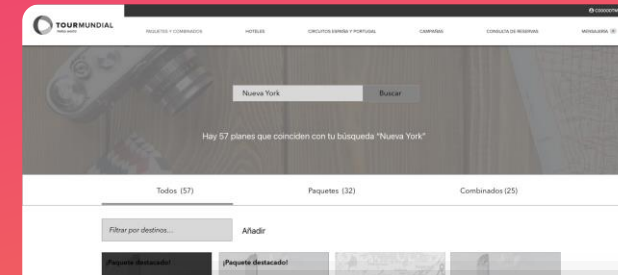 TOURMUNDIAL
PAQUETES Y COMBINADOS
HOTELES
CIRCUITOS ESPAÑA Y PORTUGAL
CAMPAÑAS
CONSULTA DE RESERVAS
MENSAJERÍA
Nueva York
Buscar
Hay 57 planes que coinciden con tu búsqueda "Nueva York"
Todos (57)
Paquetes (32)
Combinados (25)
Filtrar por destinos...
Añadir
¡Paquete destacado!
¡Paquete destacado!